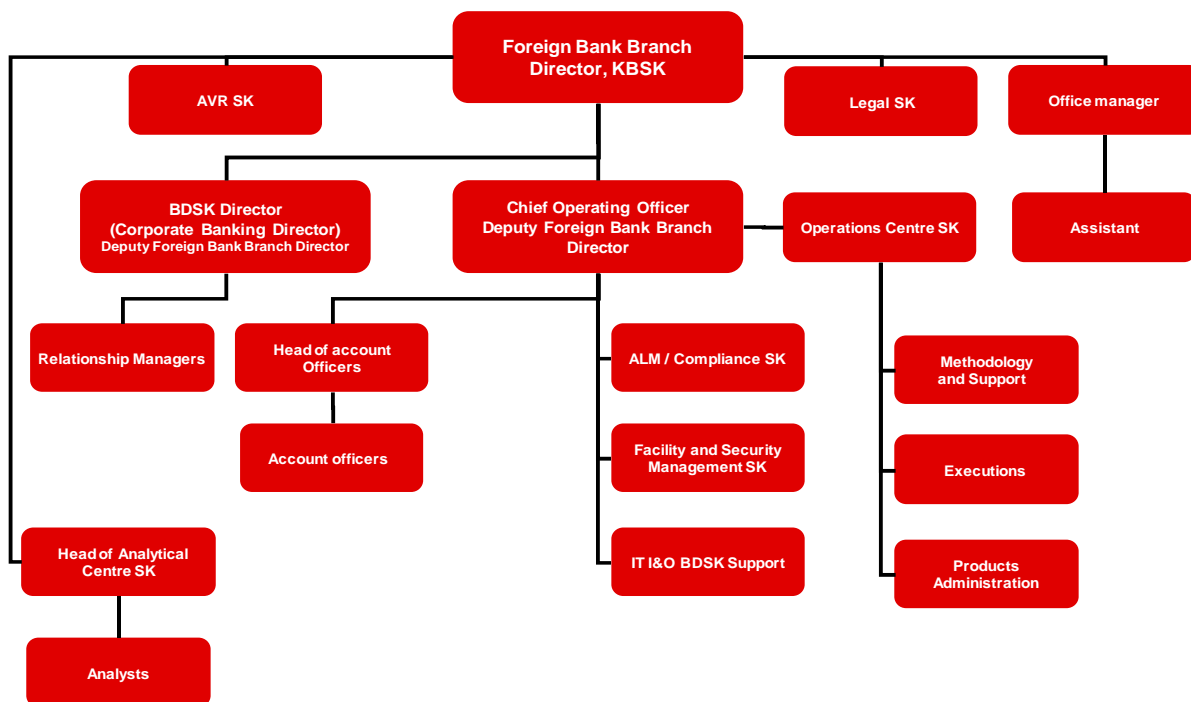 Foreign Bank Branch
Director, KBSK
AVR SK
Legal SK
Office manager
BDSK Director
(Corporate Banking Director)
Deputy Foreign Bank Branch Director
Chief Operating Officer
Deputy Foreign Bank Branch
Director
Operations Centre SK
Assistant
Relationship Managers
Head of account
Officers
ALM / Compliance SK
Methodology
and Support
Account officers
Facility and Security
Management SK
Executions
Head of Analytical
Centre SK
IT I&O BDSK Support
Products
Administration
Analysts